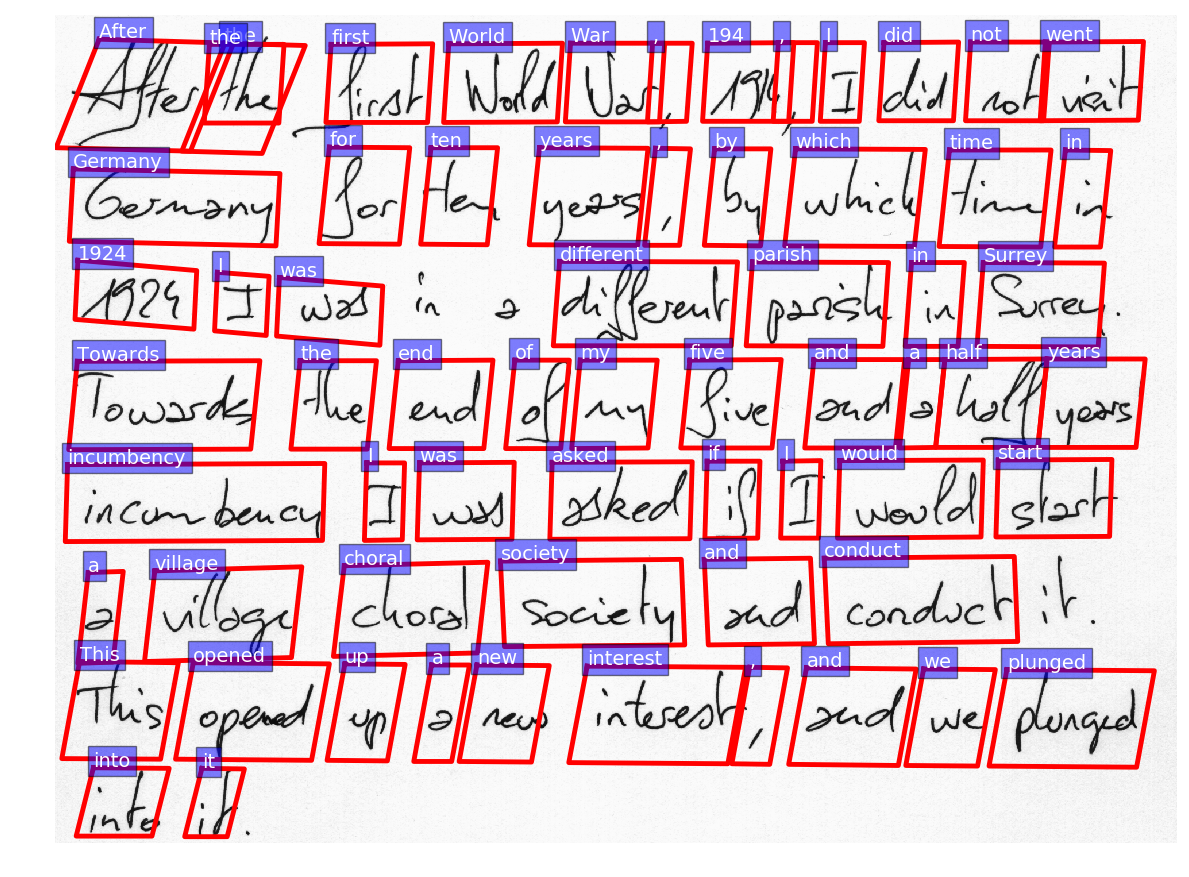 After the the first World War , 194 , I did not went
After the first World War, 1914, I did not visit
Germany for ten years , by which time in
Germany for ten years, by which time in
1924 I was different parish in Surrey
1924 I was in a different parish in Surrey.
Towards the end of my five and a half years
Towards the end of my five and a half years
incumbency I was asked if I would start
incumbency I was asked if I would start
a village choral society and conduct
a village choral society and conduct it.
This opened up a new interest , and we plunged
This opened up a new interest, and we plunged
into it
into it.